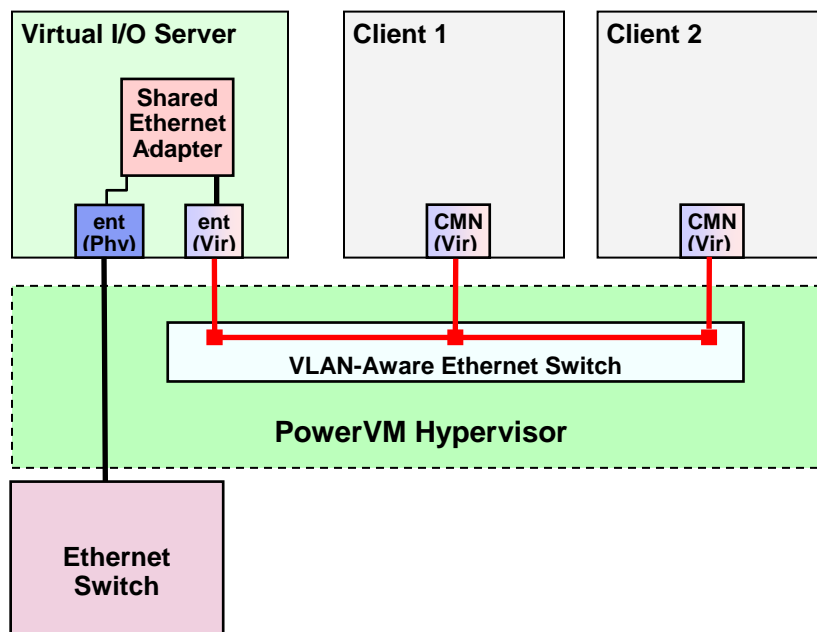 Virtual I/O Server
Client 1
Client 2
Shared
Ethernet
Adapter
ent
(Phy)
ent
(Vir)
CMN
(Vir)
CMN
(Vir)
VLAN-Aware Ethernet Switch
PowerVM Hypervisor
Ethernet
Switch